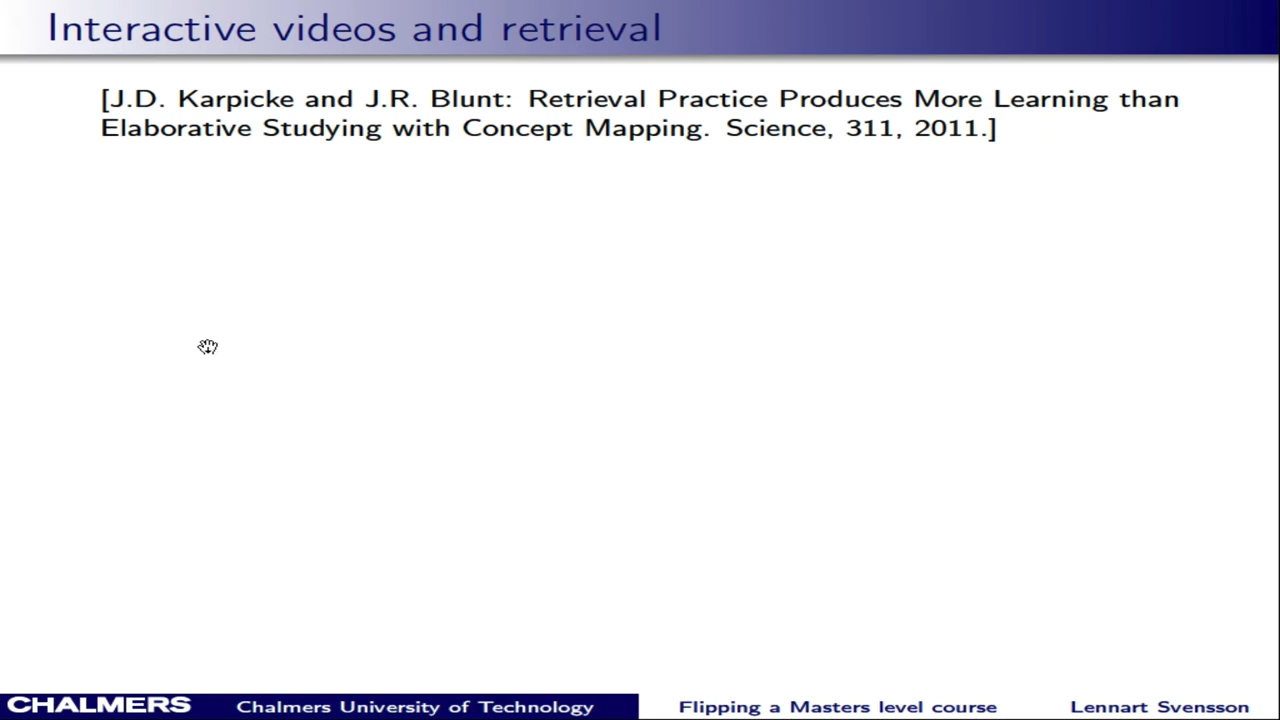 Interactive videos and retrieval
[J.D. Karpicke and J.R. Blunt: Retrieval Practice Produces More Learning than
Elaborative Studying with Concept Mapping. Science, 311, 2011.]
CHALMERS Chalmers University of Technology Flipping a Masters level course Lennart Svensson